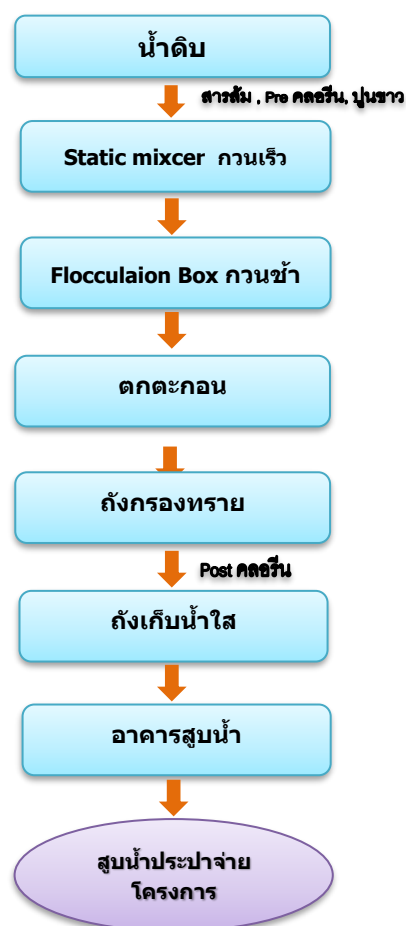 น้ำดิบ
สารส้ม , Pre คลอรีน, ปูนขาว
Static mixcer กวนเร็ว
Flocculaion Box กวนช้า
ตกตะกอน
ถังกรองทราย
Post คลอรีน
ถังเก็บน้ำใส
อาคารสูบน้ำ
สูบน้ำประปาจ่าย
โครงการ